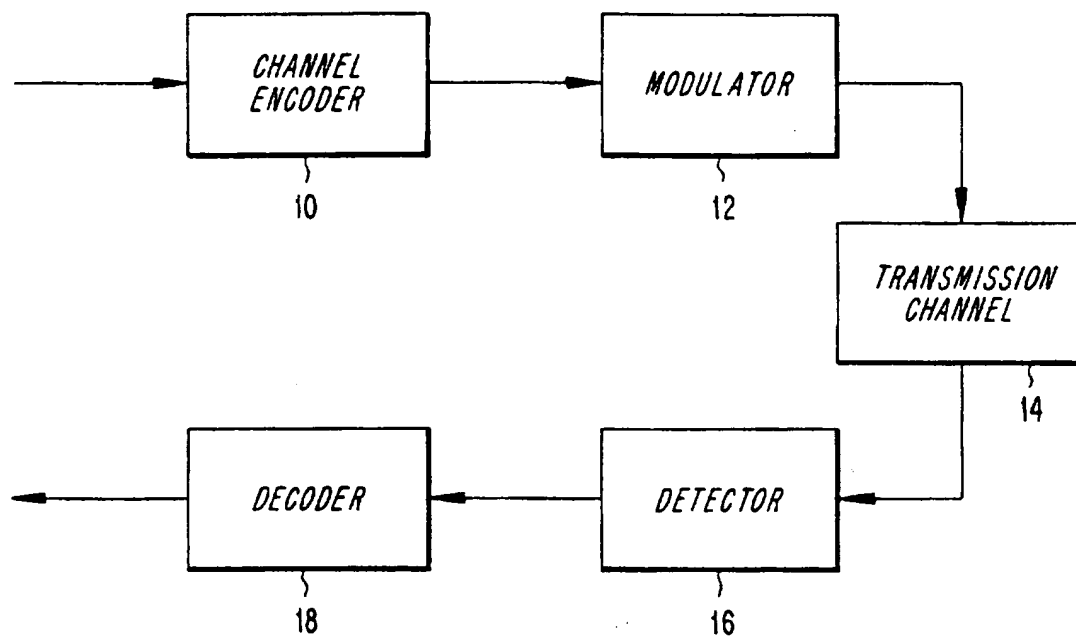 CHANNEL
ENCODER
10
MODULATOR
12
TRANSMISSION
CHANNEL
14
DECODER
18
DETECTOR
16